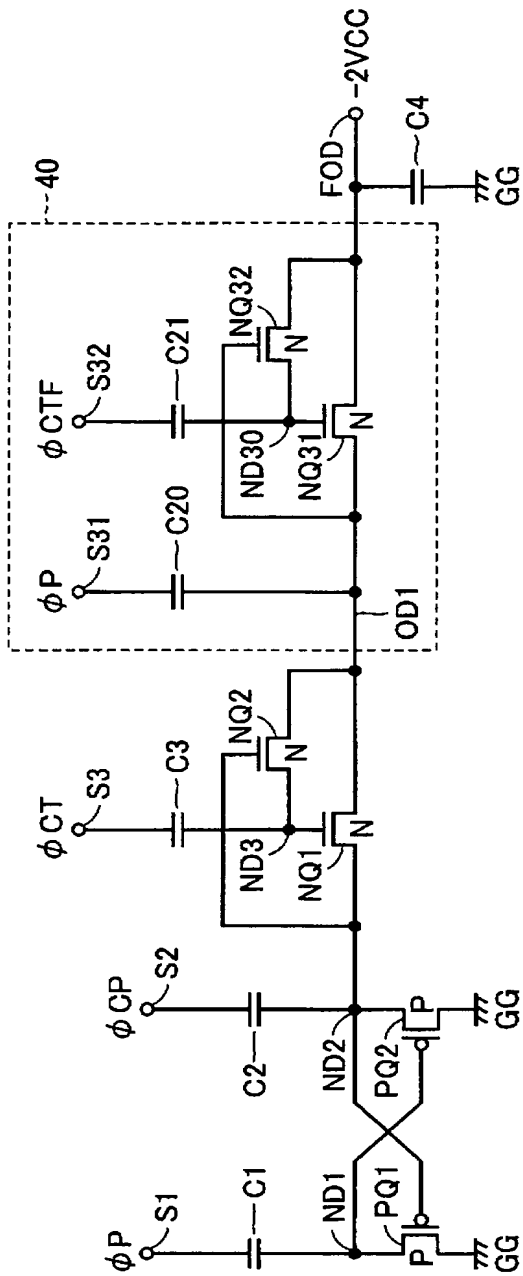 φP
S1
C1
ND1
PQ1
P
GG
φCP
S2
C2
ND2
PQ2
P
GG
φCT
S3
C3
ND3
NQ2
N
NQ1
N
OD1
40
φP
S31
C20
φCTF
S32
C21
ND30
NQ32
N
NQ31
N
FOD
-2VCC
C4
GG